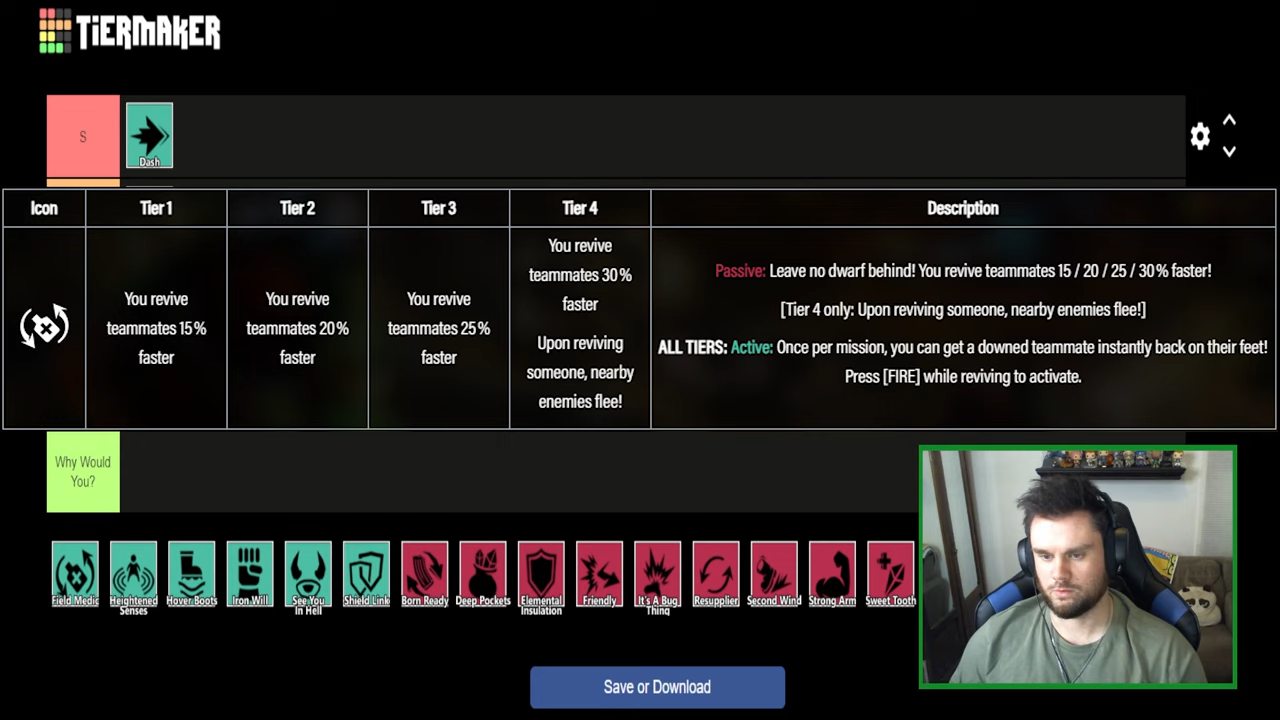 TiERMAKER
S
Dash
Icon
Tier 1
Tier 2
Tier 3
Tier 4
Description
You revive
teammates 15%
faster
You revive
teammates 20%
faster
You revive
teammates 25%
faster
You revive
teammates 30%
faster
Upon reviving
someone, nearby
enemies flee!
Passive: Leave no dwarf behind! You revive teammates 15 / 20 / 25 / 30% faster!
[Tier 4 only: Upon reviving someone, nearby enemies flee!]
ALL TIERS: Active: Once per mission, you can get a downed teammate instantly back on their feet!
Press [FIRE] while reviving to activate.
Why Would
You?
Field Medic
Heightened
Senses
Hover Boots
Iron Will
See You
In Hell
Shield Link
Born Ready
Deep Pockets
Elemental
Insulation
Friendly
It's A Bug
Thing
Resupplier
Second Wind
Strong Arm
Sweet Tooth
Save or Download